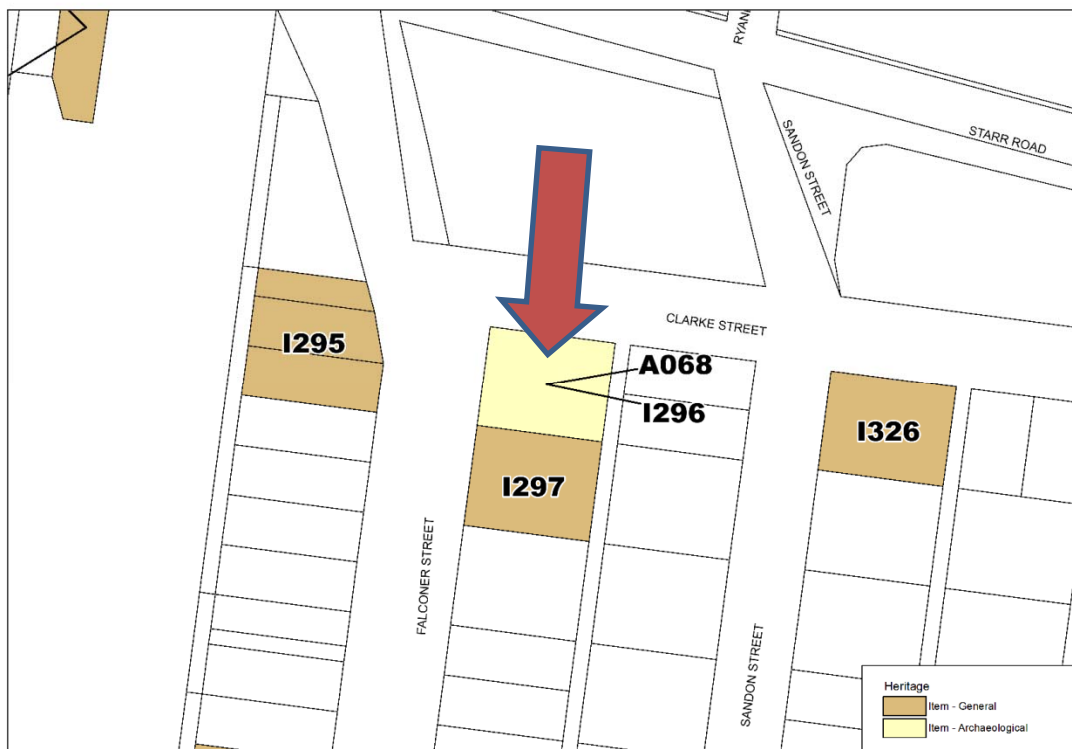 RYAN
STARR ROAD
SANDON STREET
CLARKE STREET
I295
A068
I296
I326
I297
FALCONER STREET
SANDON STREET
Heritage
Item - General
Item - Archaeological